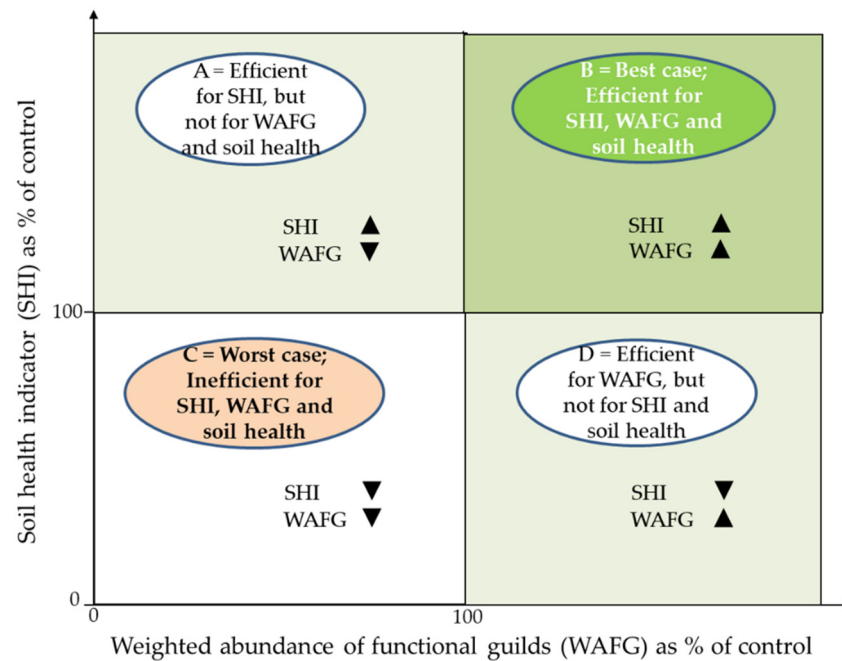 Soil health indicator (SHI) as % of control
A = Efficient
for SHI, but
not for WAFG
and soil health
SHI ▲
WAFG ▼
B = Best case;
Efficient for
SHI, WAFG and
soil health
SHI ▲
WAFG ▲
100
C = Worst case;
Inefficient for
SHI, WAFG and
soil health
SHI ▼
WAFG ▼
D = Efficient
for WAFG, but
not for SHI and
soil health
SHI ▼
WAFG ▲
0
0
100
Weighted abundance of functional guilds (WAFG) as % of control